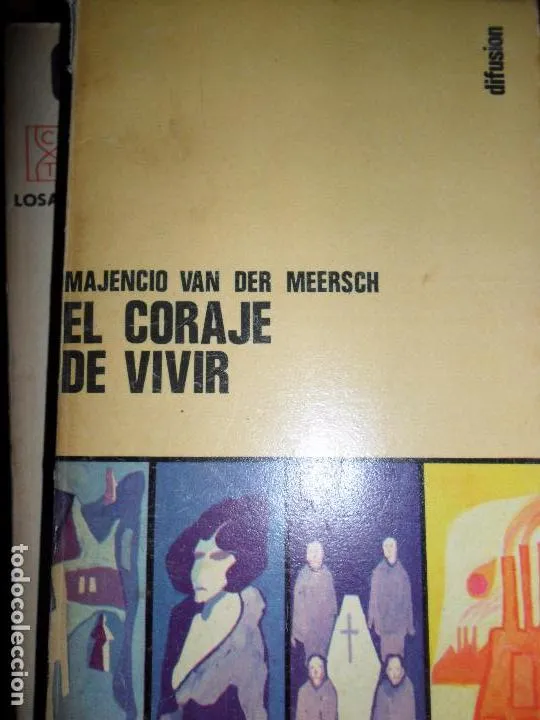 difusion
LOSA
MAJENCIO VAN DER MEERSCH
EL CORAJE
DE VIVIR
todocoleccion